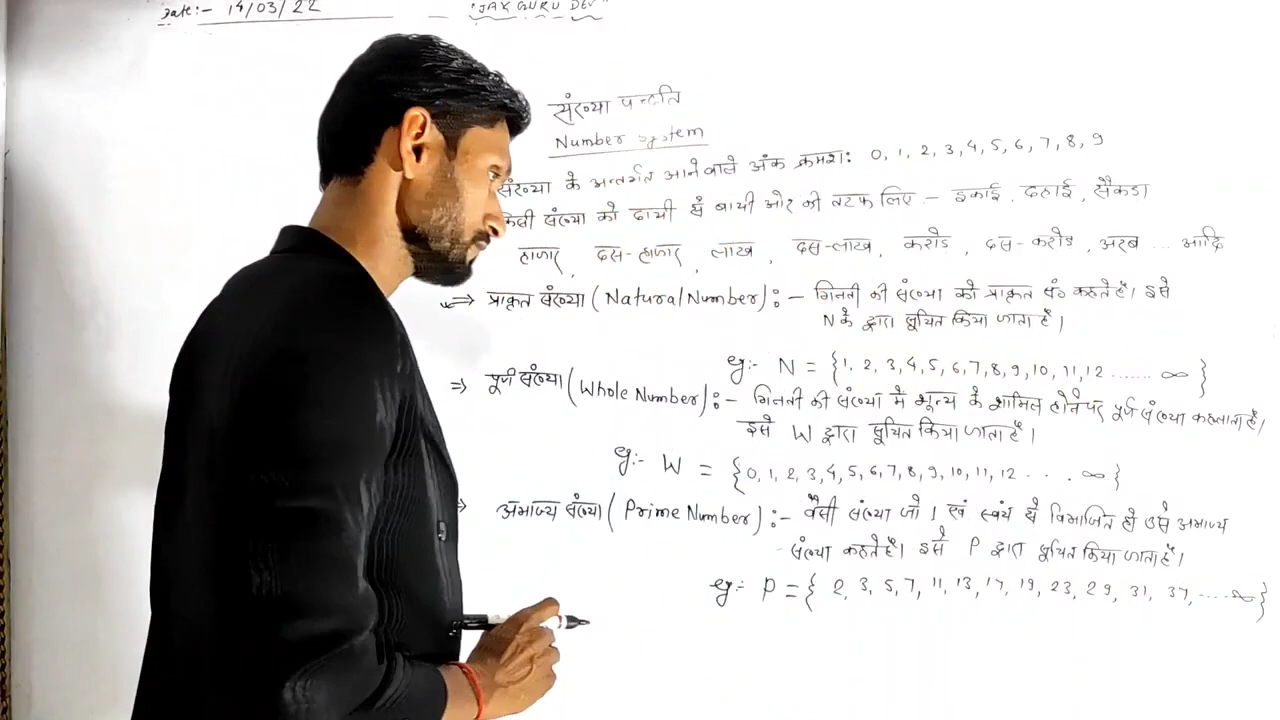 Date:- 14/03/22
"JAY GURU DEV"
संख्या पद्धति
Number System
संख्या के अन्तर्गत आने वाले अंक क्रमशः 0, 1, 2, 3, 4, 5, 6, 7, 8, 9
किसी संख्या को दायी से बायी ओर की तरफ लिए - इकाई, दहाई, सैकडा
हाजार, दस-हाजार, लाख, दस-लाख, करोड, दस-करोड, अरब ... आदि
⇒ प्राकृत संख्या (Natural Number) :- गिनती की संख्या को प्राकृत सं० कहते हैं। इसे
N के द्वारा सूचित किया जाता हैं।
eg:- N = {1, 2, 3, 4, 5, 6, 7, 8, 9, 10, 11, 12 ...... ∞ }
⇒ पूर्ण संख्या (Whole Number) :- गिनती की संख्या में शून्य के शामिल होने पर पूर्ण संख्या कहलाता हैं।
इसे W द्वारा सूचित किया जाता हैं।
eg:- W = {0, 1, 2, 3, 4, 5, 6, 7, 8, 9, 10, 11, 12 . . . ∞ }
⇒ अभाज्य संख्या (Prime Number) :- वैसी संख्या जो 1 एवं स्वयं से विभाजित हो उसे अभाज्य
संख्या कहते हैं। इसे P द्वारा सूचित किया जाता हैं।
eg:- P = { 2, 3, 5, 7, 11, 13, 17, 19, 23, 29, 31, 37, ..... ∞ }